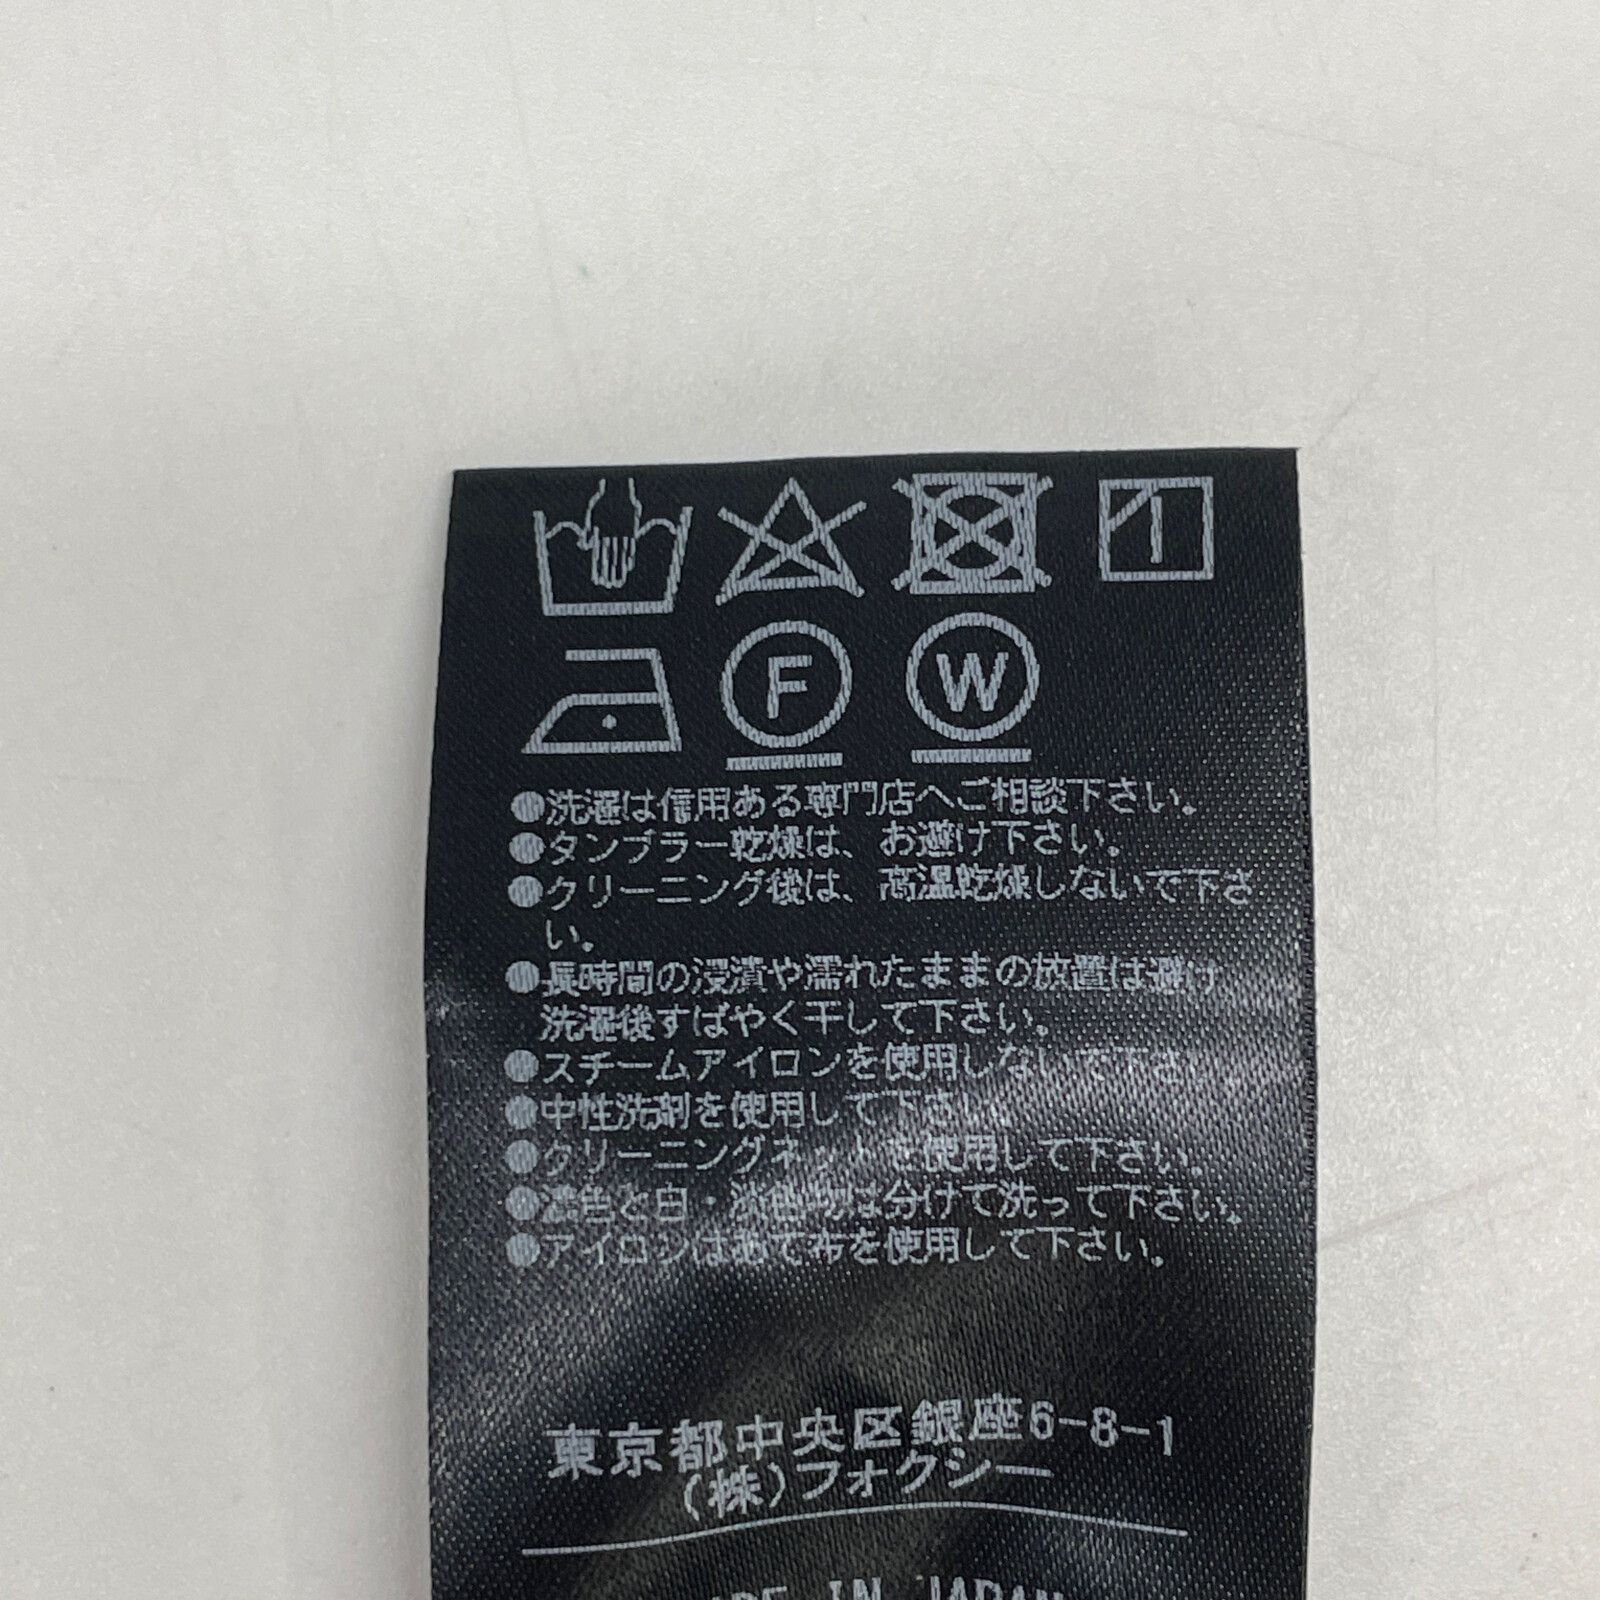 F W
●洗濯は信用ある専門店へご相談下さい。
●タンブラー乾燥は、お避け下さい。
●クリーニング後は、高温乾燥しないで下さ
い。
●長時間の浸漬や濡れたままの放置は避け
洗濯後すばやく干して下さい。
●スチームアイロンを使用しないで下さい
●中性洗剤を使用して下さい。
●クリーニングネットを使用して下さい。
●濃色と白・淡色物は分けて洗って下さい。
●アイロンはあて布を使用して下さい。
東京都中央区銀座6-8-1
(株)フォクシー
MADE IN JAPAN